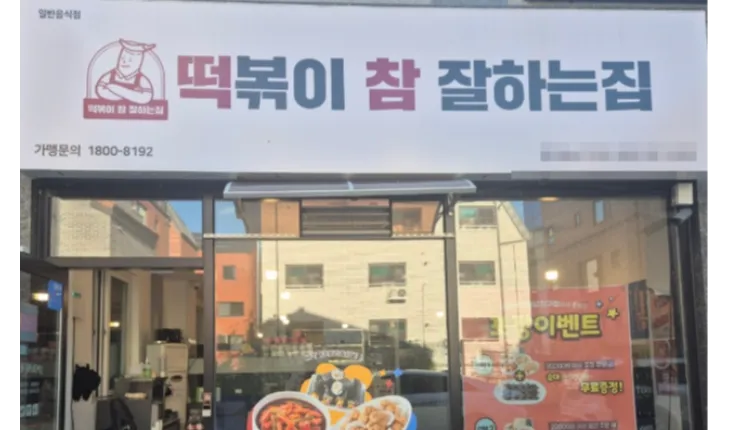 일반음식점
떡볶이 참 잘하는집
떡볶이 참 잘하는집
가맹문의 1800-8192
이벤트
무료증정!